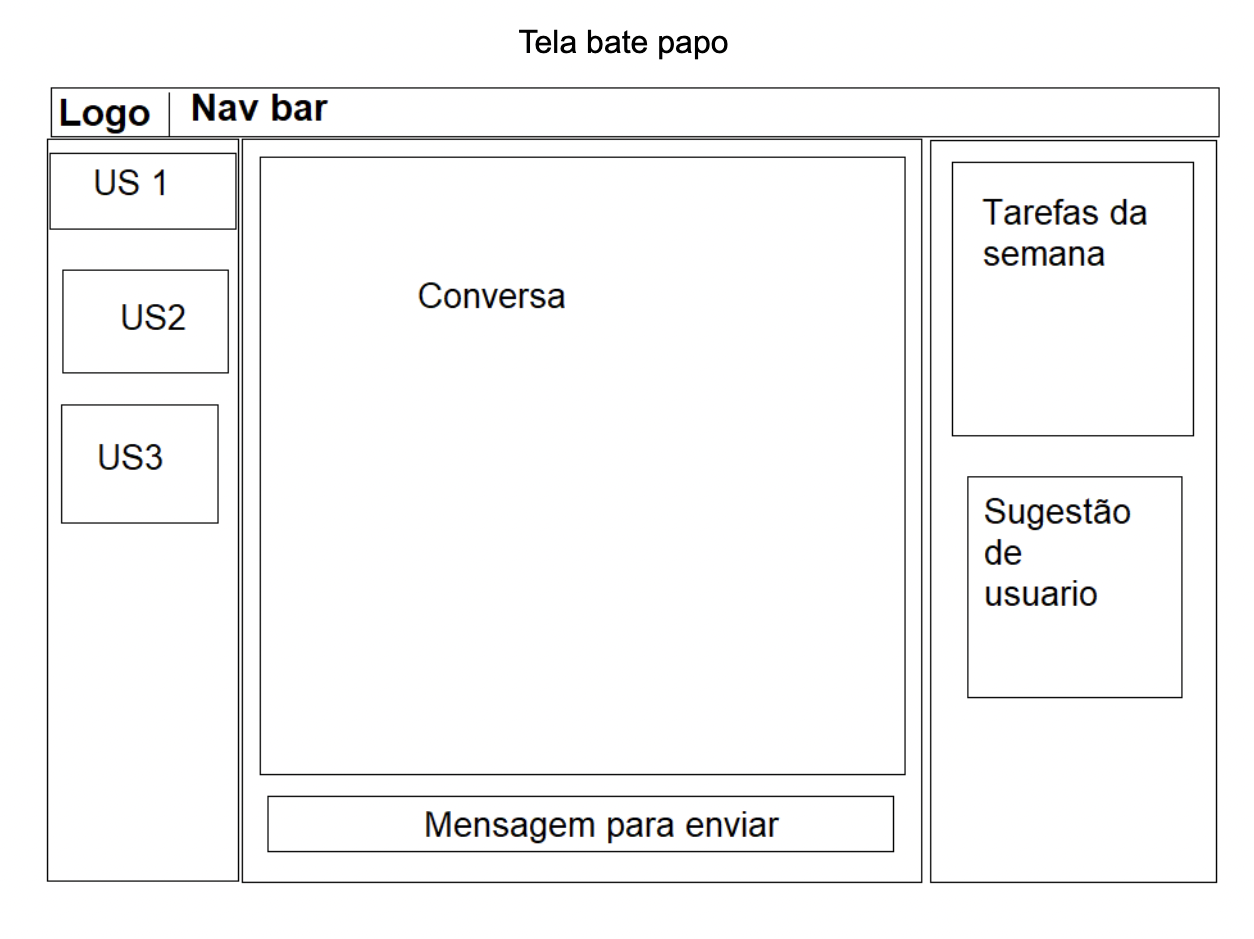 Tela bate papo
Logo
Nav bar
US 1
US2
US3
Conversa
Mensagem para enviar
Tarefas da
semana
Sugestão
de
usuario